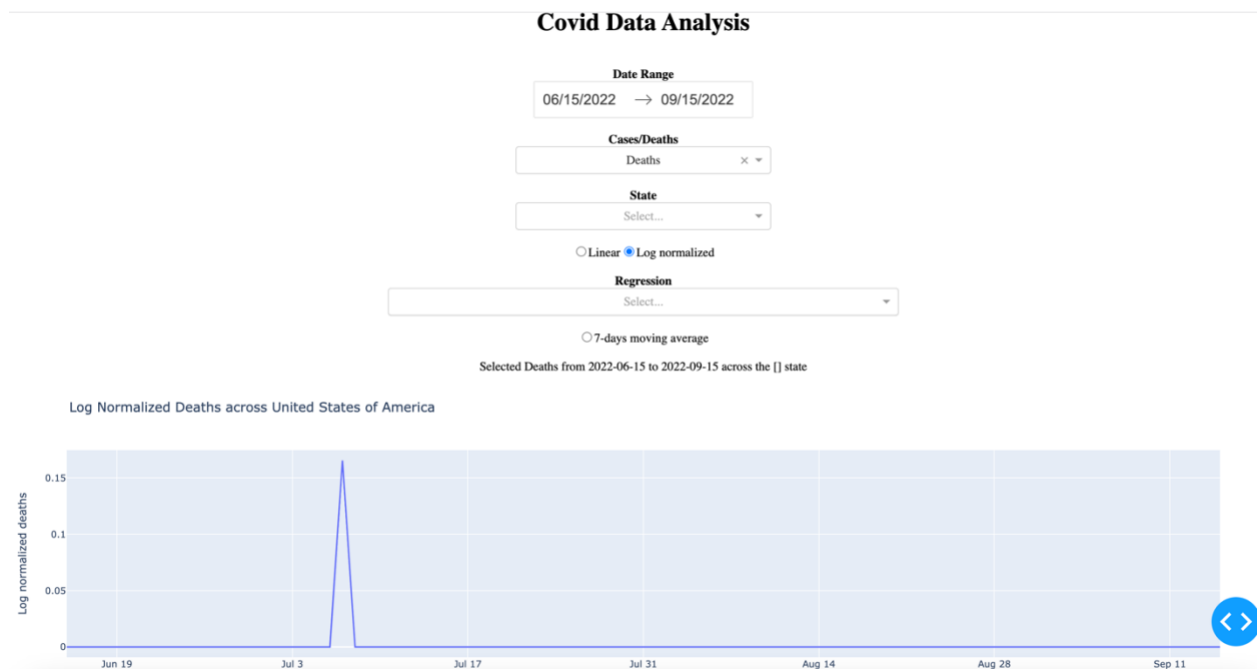 Covid Data Analysis
Date Range
06/15/2022 → 09/15/2022
Cases/Deaths
Deaths × ▾
State
Select...
Linear Log normalized
Regression
Select...
7-days moving average
Selected Deaths from 2022-06-15 to 2022-09-15 across the [] state
Log Normalized Deaths across United States of America
Log normalized deaths
0.15
0.1
0.05
0
Jun 19 Jul 3 Jul 17 Jul 31 Aug 14 Aug 28 Sep 11